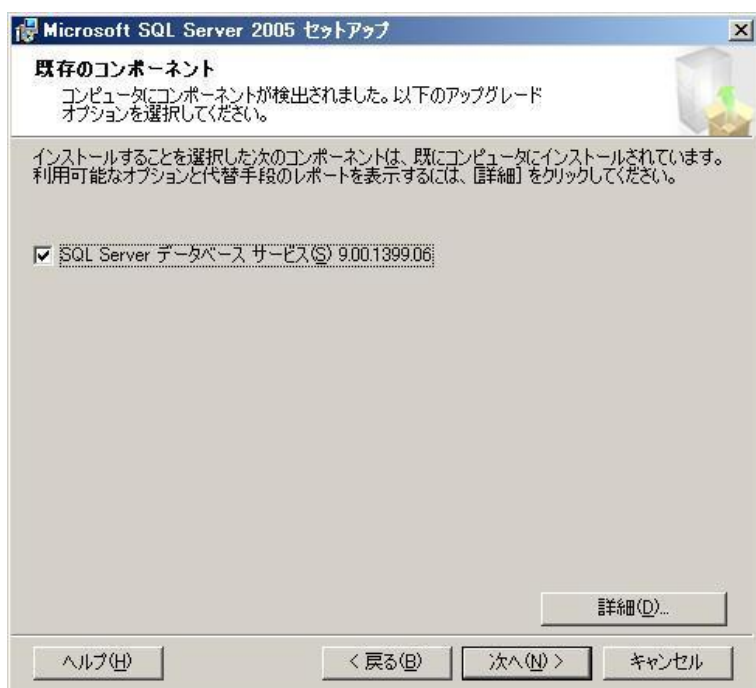 Microsoft SQL Server 2005 セットアップ
既存のコンポーネント
コンピュータにコンポーネントが検出されました。以下のアップグレード
オプションを選択してください。
インストールすることを選択した次のコンポーネントは、既にコンピュータにインストールされています。
利用可能なオプションと代替手段のレポートを表示するには、[詳細] をクリックしてください。
SQL Server データベース サービス(S) 9.00.1399.06
詳細(D)...
ヘルプ(H)
< 戻る(B)
次へ(N) >
キャンセル